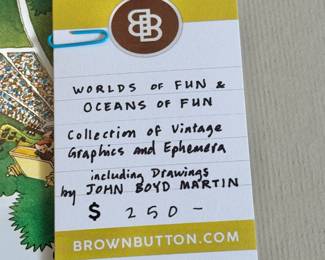 BB
WORLDS OF FUN &
OCEANS OF FUN
Collection of Vintage
Graphics And Ephemera
including Drawings
by JOHN BOYD MARTIN
$ 250-
BROWNBUTTON.COM